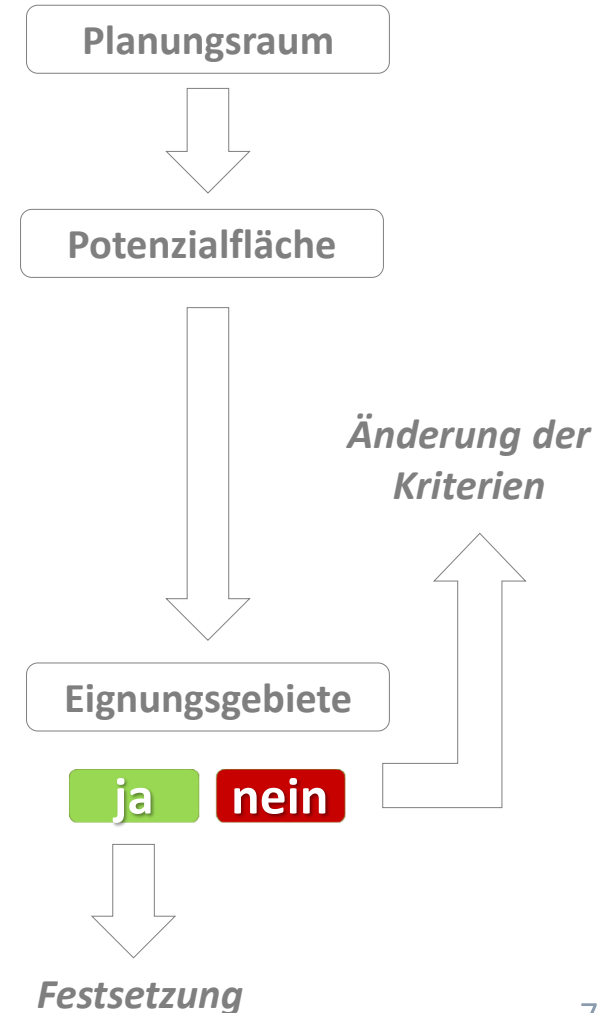 Planungsraum
Potenzialfläche
Änderung der
Kriterien
Eignungsgebiete
ja nein
Festsetzung
7